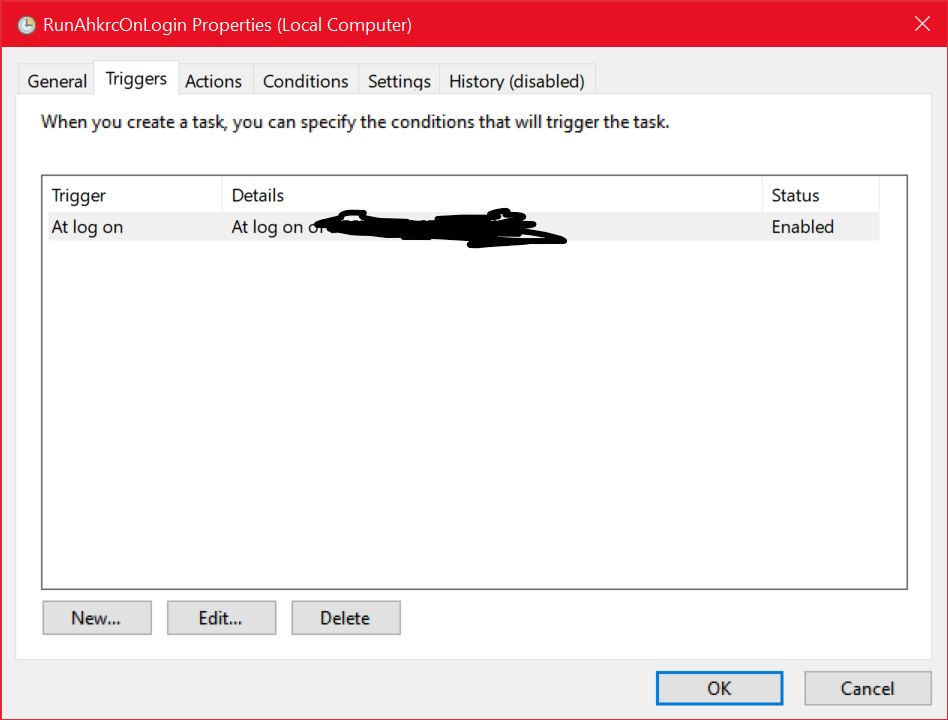 RunAhkrcOnLogin Properties (Local Computer)
General Triggers Actions Conditions Settings History (disabled)
When you create a task, you can specify the conditions that will trigger the task.
Trigger Details Status
At log on At log on of Enabled
New... Edit... Delete
OK Cancel